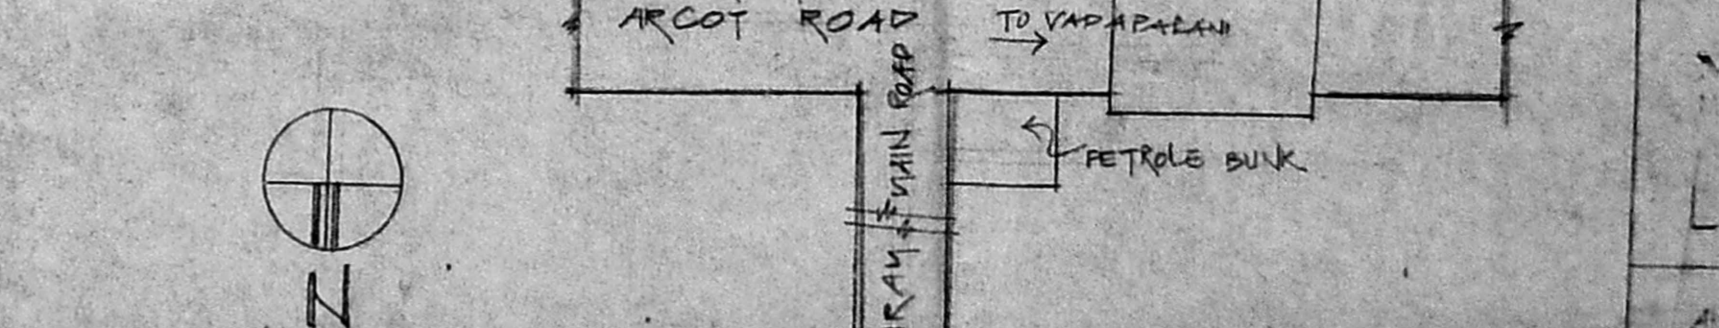 ARCOT ROAD
TO VADAPALANI
MAIN ROAD
PETROLE BUNK
N